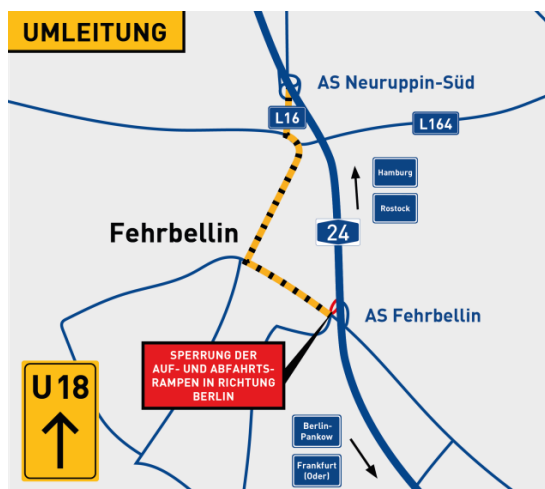 UMLEITUNG
AS Neuruppin-Süd
L16
L164
Hamburg
Rostock
Fehrbellin
24
AS Fehrbellin
SPERRUNG DER
AUF- UND ABFAHRTS-
RAMPEN IN RICHTUNG
BERLIN
U18
Berlin-
Pankow
Frankfurt
(Oder)